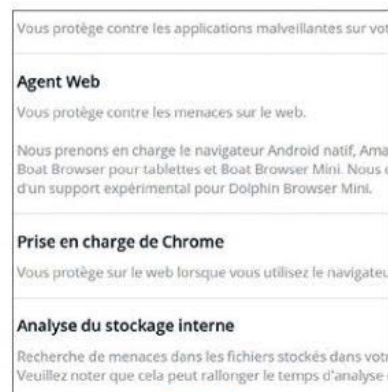 Vous protège contre les applications malveillantes sur
Agent Web
Vous protège contre les menaces sur le web.
Nous prenons en charge le navigateur Android natif,
Boat Browser pour tablettes et Boat Browser Mini. Nous
d'un support expérimental pour Dolphin Browser Mini.
Prise en charge de Chrome
Vous protège sur le web lorsque vous utilisez le
Analyse du stockage interne
Recherche de menaces dans les fichiers stockés dans
Veuillez noter que cela peut rallonger le temps d'analyse